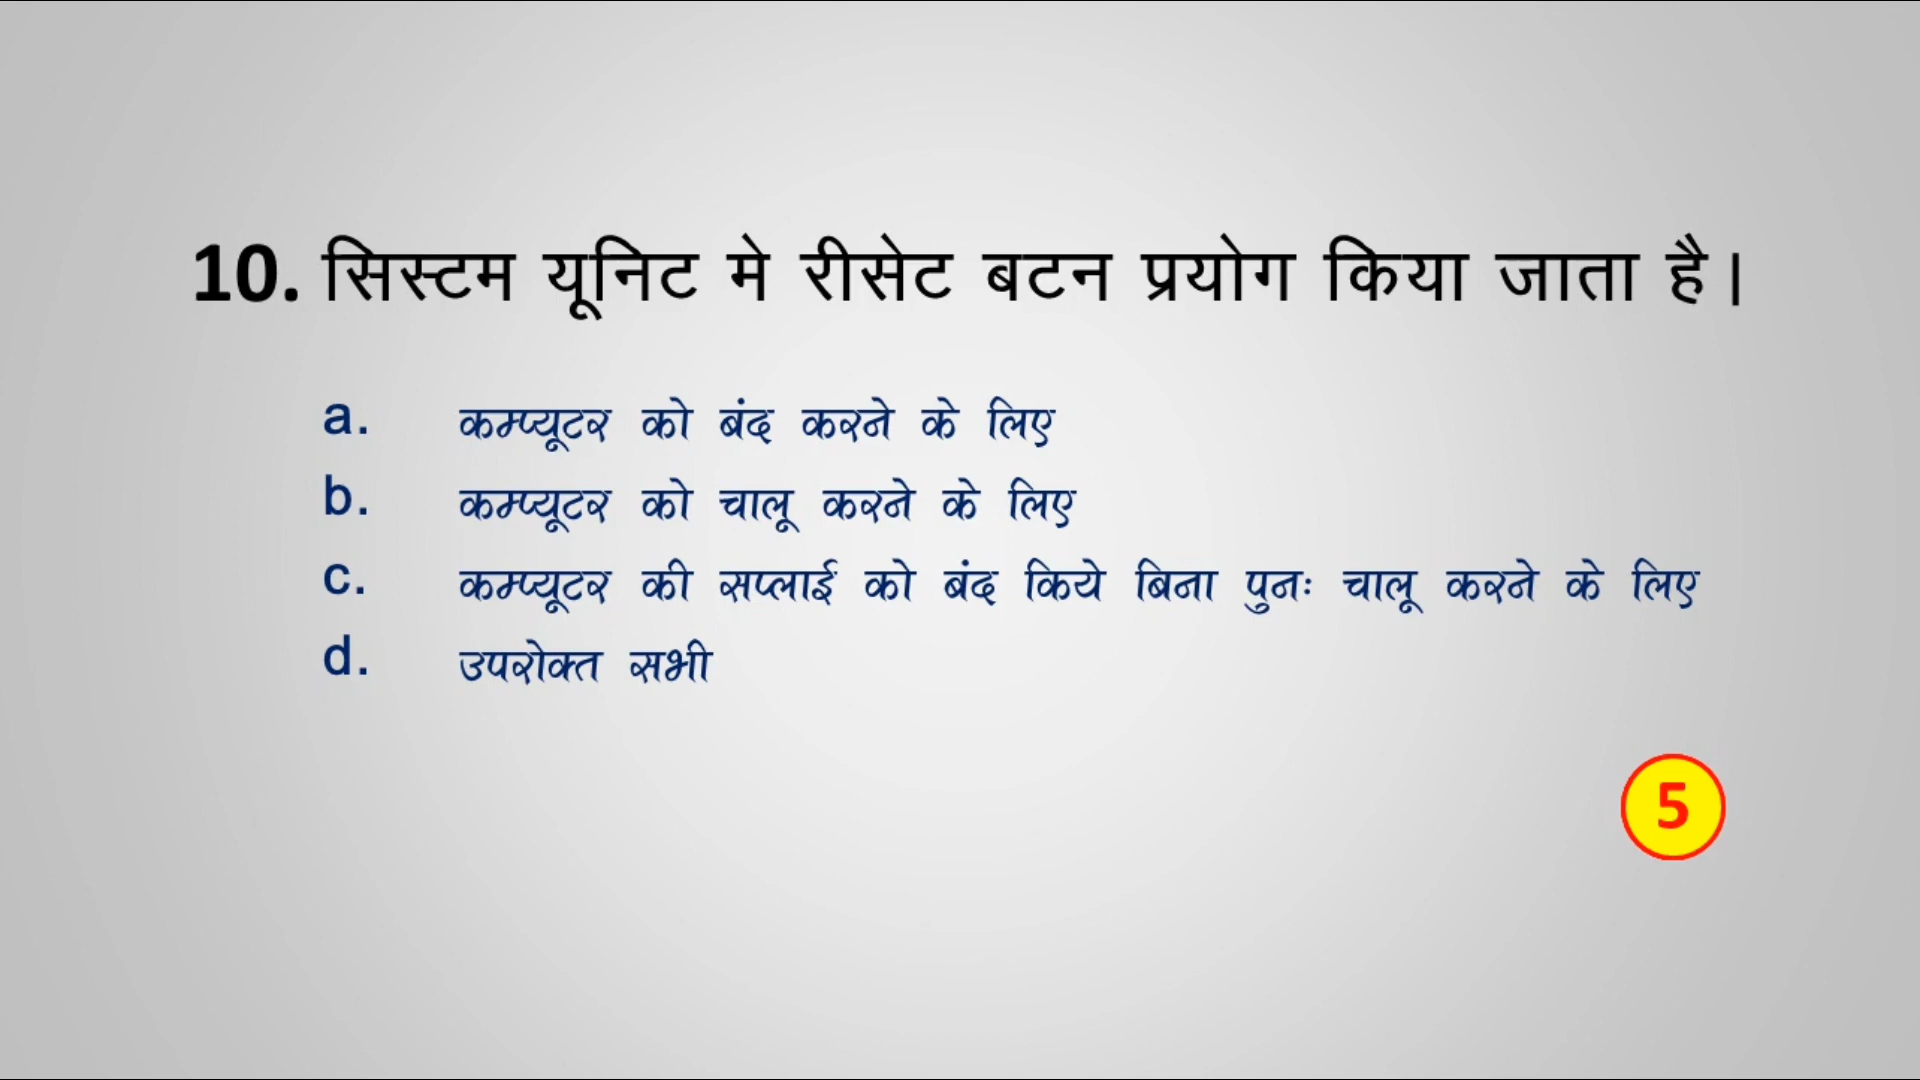 10. सिस्टम यूनिट मे रीसेट बटन प्रयोग किया जाता है।
a. कम्प्यूटर को बंद करने के लिए
b. कम्प्यूटर को चालू करने के लिए
c. कम्प्यूटर की सप्लाई को बंद किये बिना पुनः चालू करने के लिए
d. उपरोक्त सभी
5